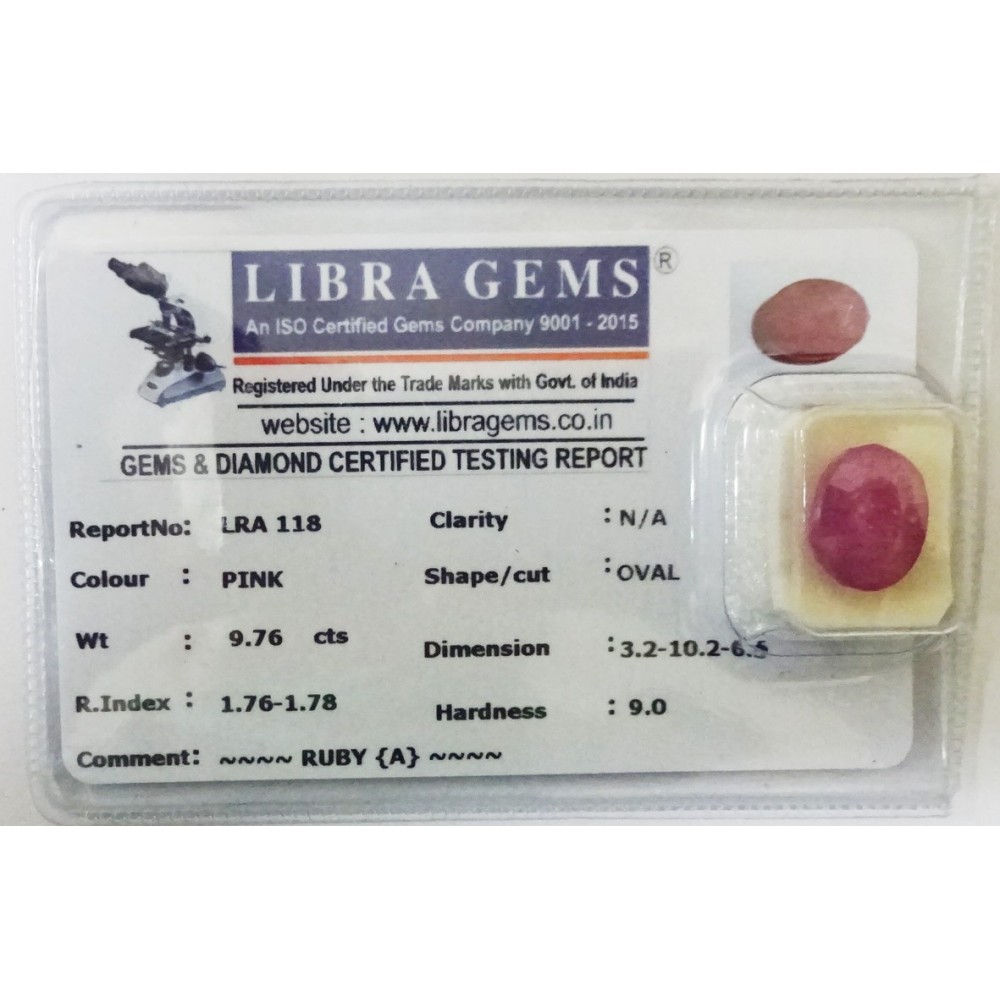 LIBRA GEMS ®
An ISO Certified Gems Company 9001 - 2015
Registered Under the Trade Marks with Govt. of India
website : www.libragems.co.in
GEMS & DIAMOND CERTIFIED TESTING REPORT
ReportNo: LRA 118 Clarity : N/A
Colour : PINK Shape/cut : OVAL
Wt : 9.76 cts Dimension : 3.2-10.2-6.5
R.Index : 1.76-1.78 Hardness : 9.0
Comment: ~~~~ RUBY {A} ~~~~